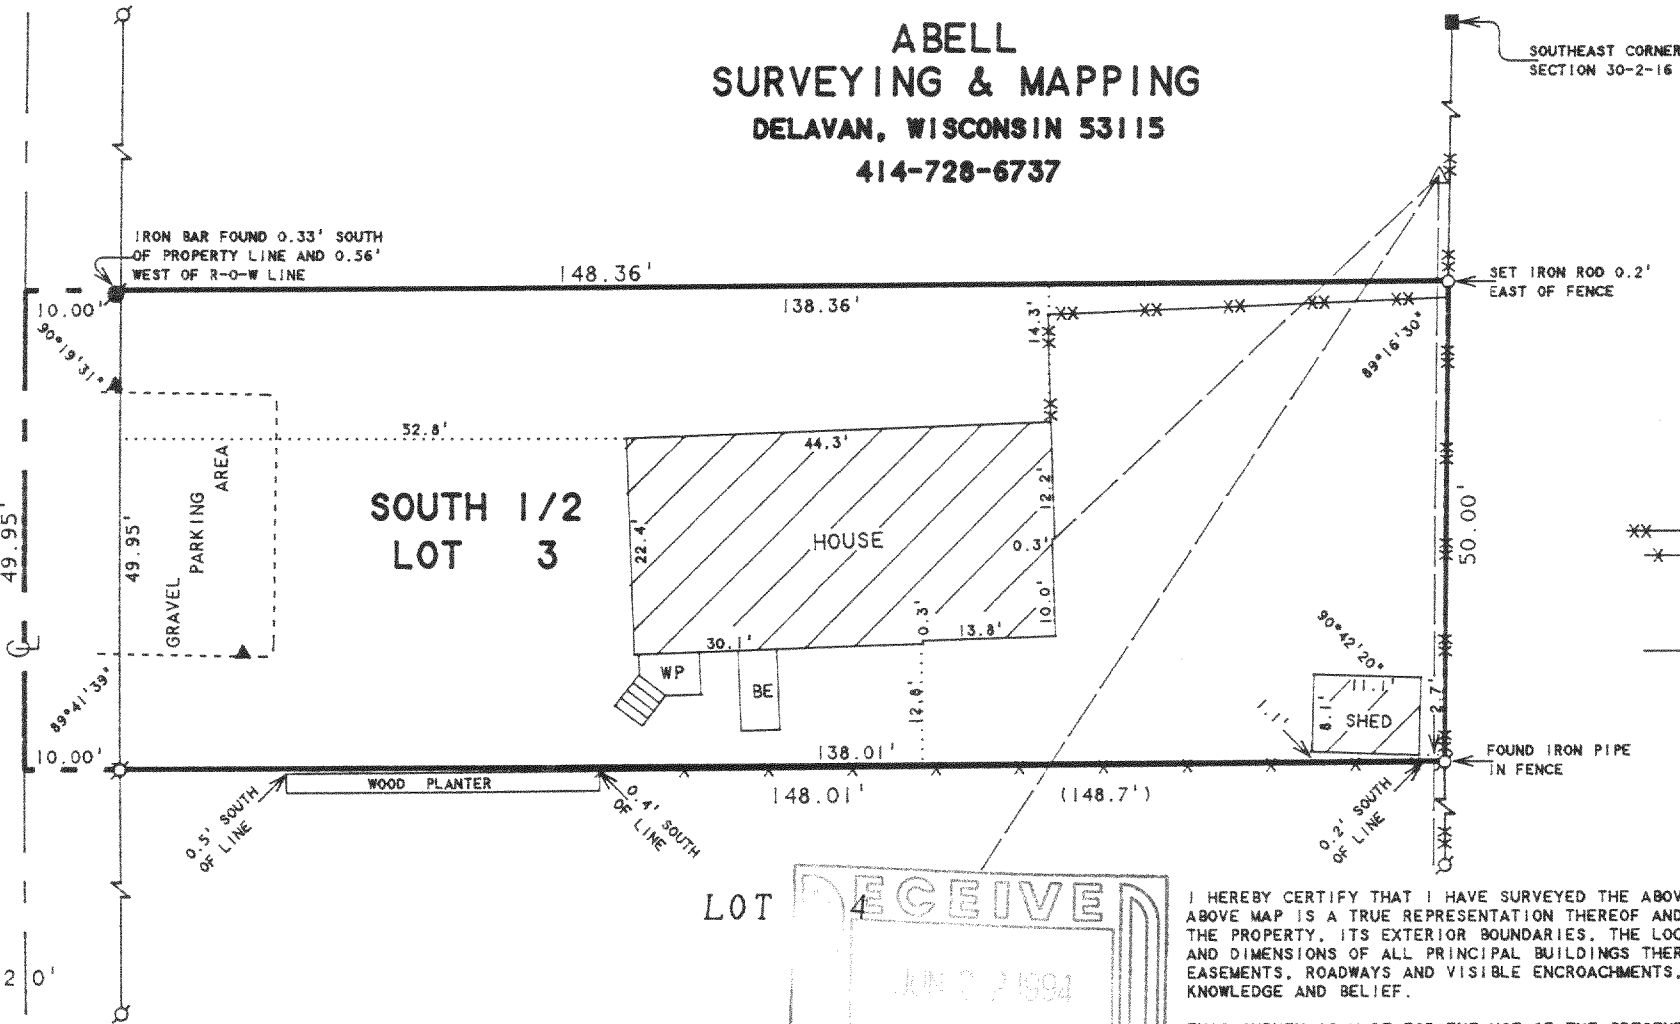 ABELL
SURVEYING & MAPPING
DELAVAN, WISCONSIN 53115
414-728-6737
SOUTHEAST CORNER
SECTION 30-2-16
IRON BAR FOUND 0.33' SOUTH
OF PROPERTY LINE AND 0.56'
WEST OF R-O-W LINE
148.36'
138.36'
SET IRON ROD 0.2'
EAST OF FENCE
10.00'
90°19'31"
14.3'
89°16'30"
52.8'
44.3'
GRAVEL
PARKING
AREA
49.95'
49.95'
SOUTH 1/2
LOT 3
22.4'
HOUSE
12.2'
0.3'
10.0'
50.00'
0.3'
13.8'
30.1'
WP
BE
12.8'
90°42'20"
11.1'
8.1'
SHED
2.7'
1.1'
89°41'39"
10.00'
138.01'
FOUND IRON PIPE
IN FENCE
WOOD PLANTER
148.01'
(148.7')
0.5' SOUTH
OF LINE
0.4' SOUTH
OF LINE
0.2' SOUTH
OF LINE
LOT 4
RECEIVED
JUN 22 1994
20'
I HEREBY CERTIFY THAT I HAVE SURVEYED THE ABOV
ABOVE MAP IS A TRUE REPRESENTATION THEREOF AND
THE PROPERTY, ITS EXTERIOR BOUNDARIES, THE LOC
AND DIMENSIONS OF ALL PRINCIPAL BUILDINGS THER
EASEMENTS, ROADWAYS AND VISIBLE ENCROACHMENTS,
KNOWLEDGE AND BELIEF.